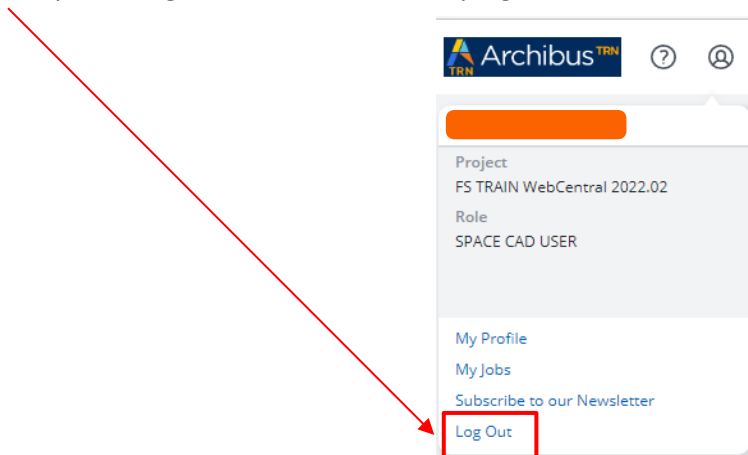 Archibus TRN
TRN
Project
FS TRAIN WebCentral 2022.02
Role
SPACE CAD USER
My Profile
My Jobs
Subscribe to our Newsletter
Log Out